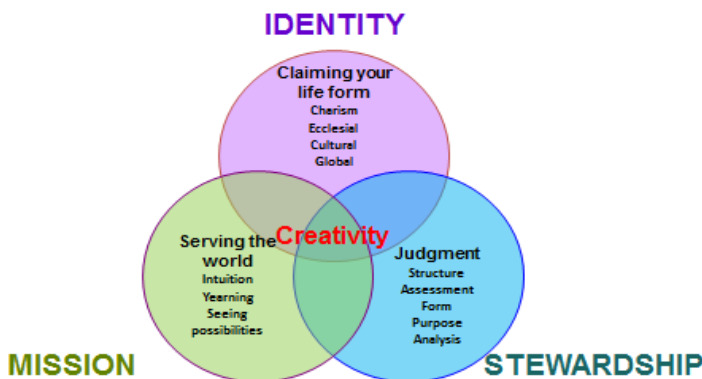 IDENTITY
Claiming your
life form
Charism
Ecclesial
Cultural
Global
Creativity
Serving the
world
Intuition
Yearning
Seeing
possibilities
Judgment
Structure
Assessment
Form
Purpose
Analysis
MISSION
STEWARDSHIP